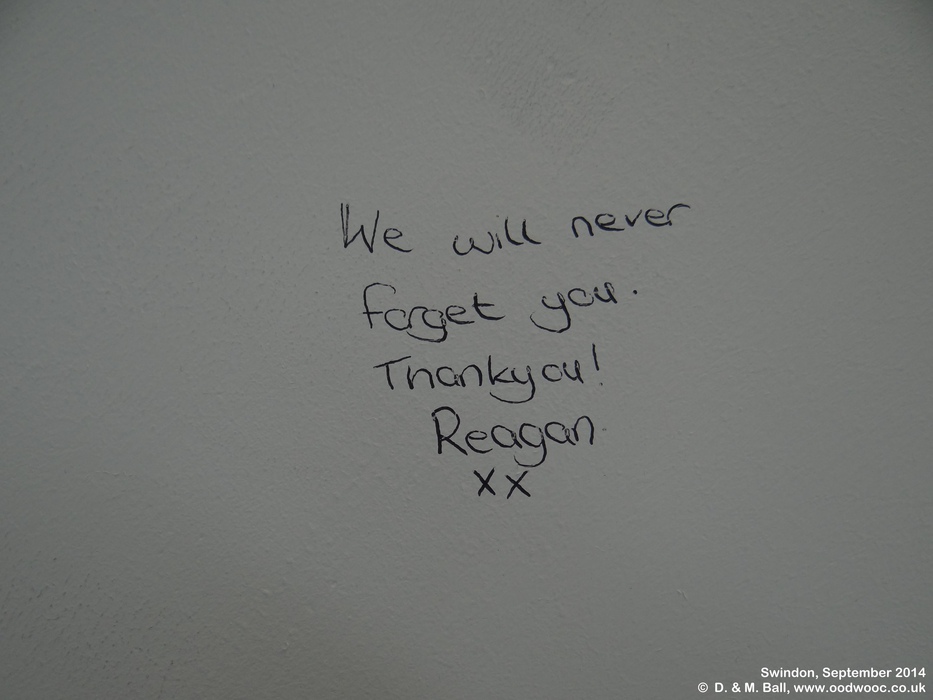 We will never
forget you.
Thankyou!
Reagan
xx
Swindon, September 2014
© D. & M. Ball, www.oodwooc.co.uk